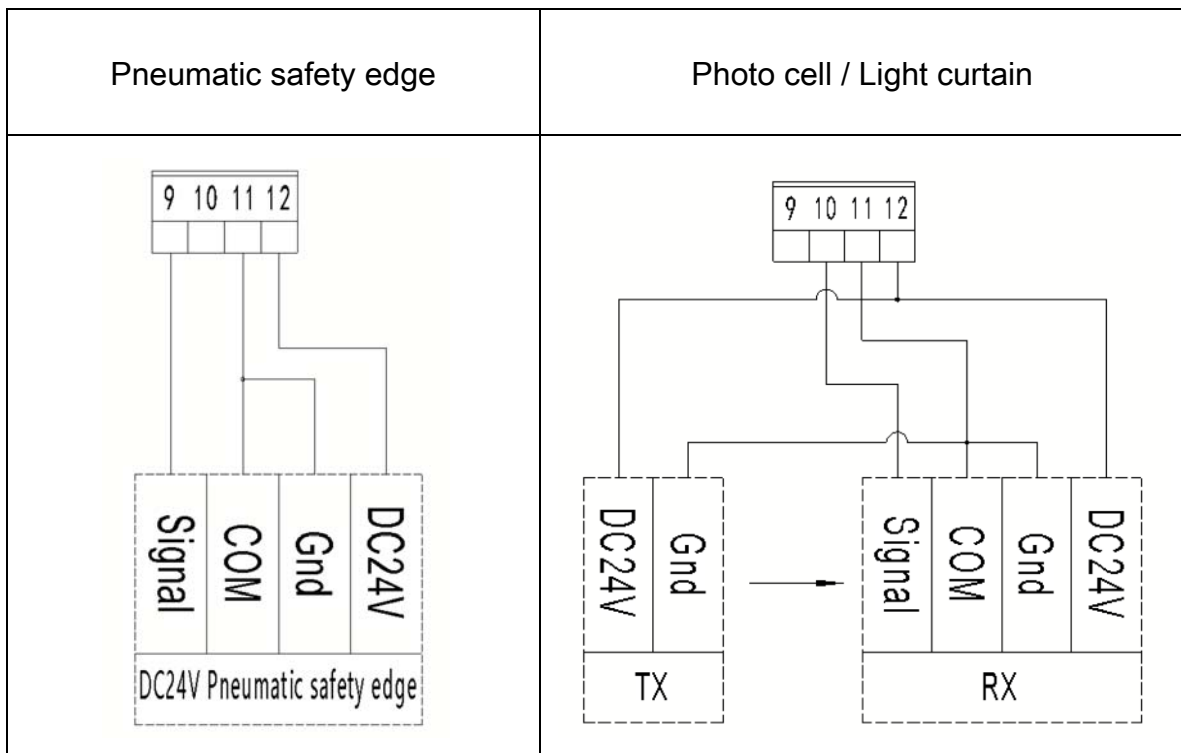 Pneumatic safety edge
Photo cell / Light curtain
9 10 11 12
Signal
COM
Gnd
DC24V
DC24V Pneumatic safety edge
9 10 11 12
DC24V
Gnd
TX
Signal
COM
Gnd
DC24V
RX